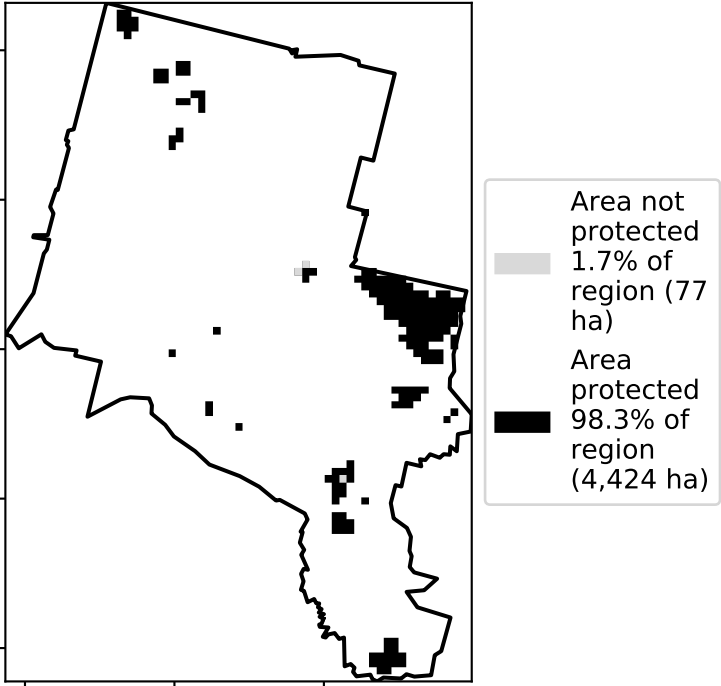 Area not
protected
1.7% of
region (77
ha)
Area
protected
98.3% of
region
(4,424 ha)